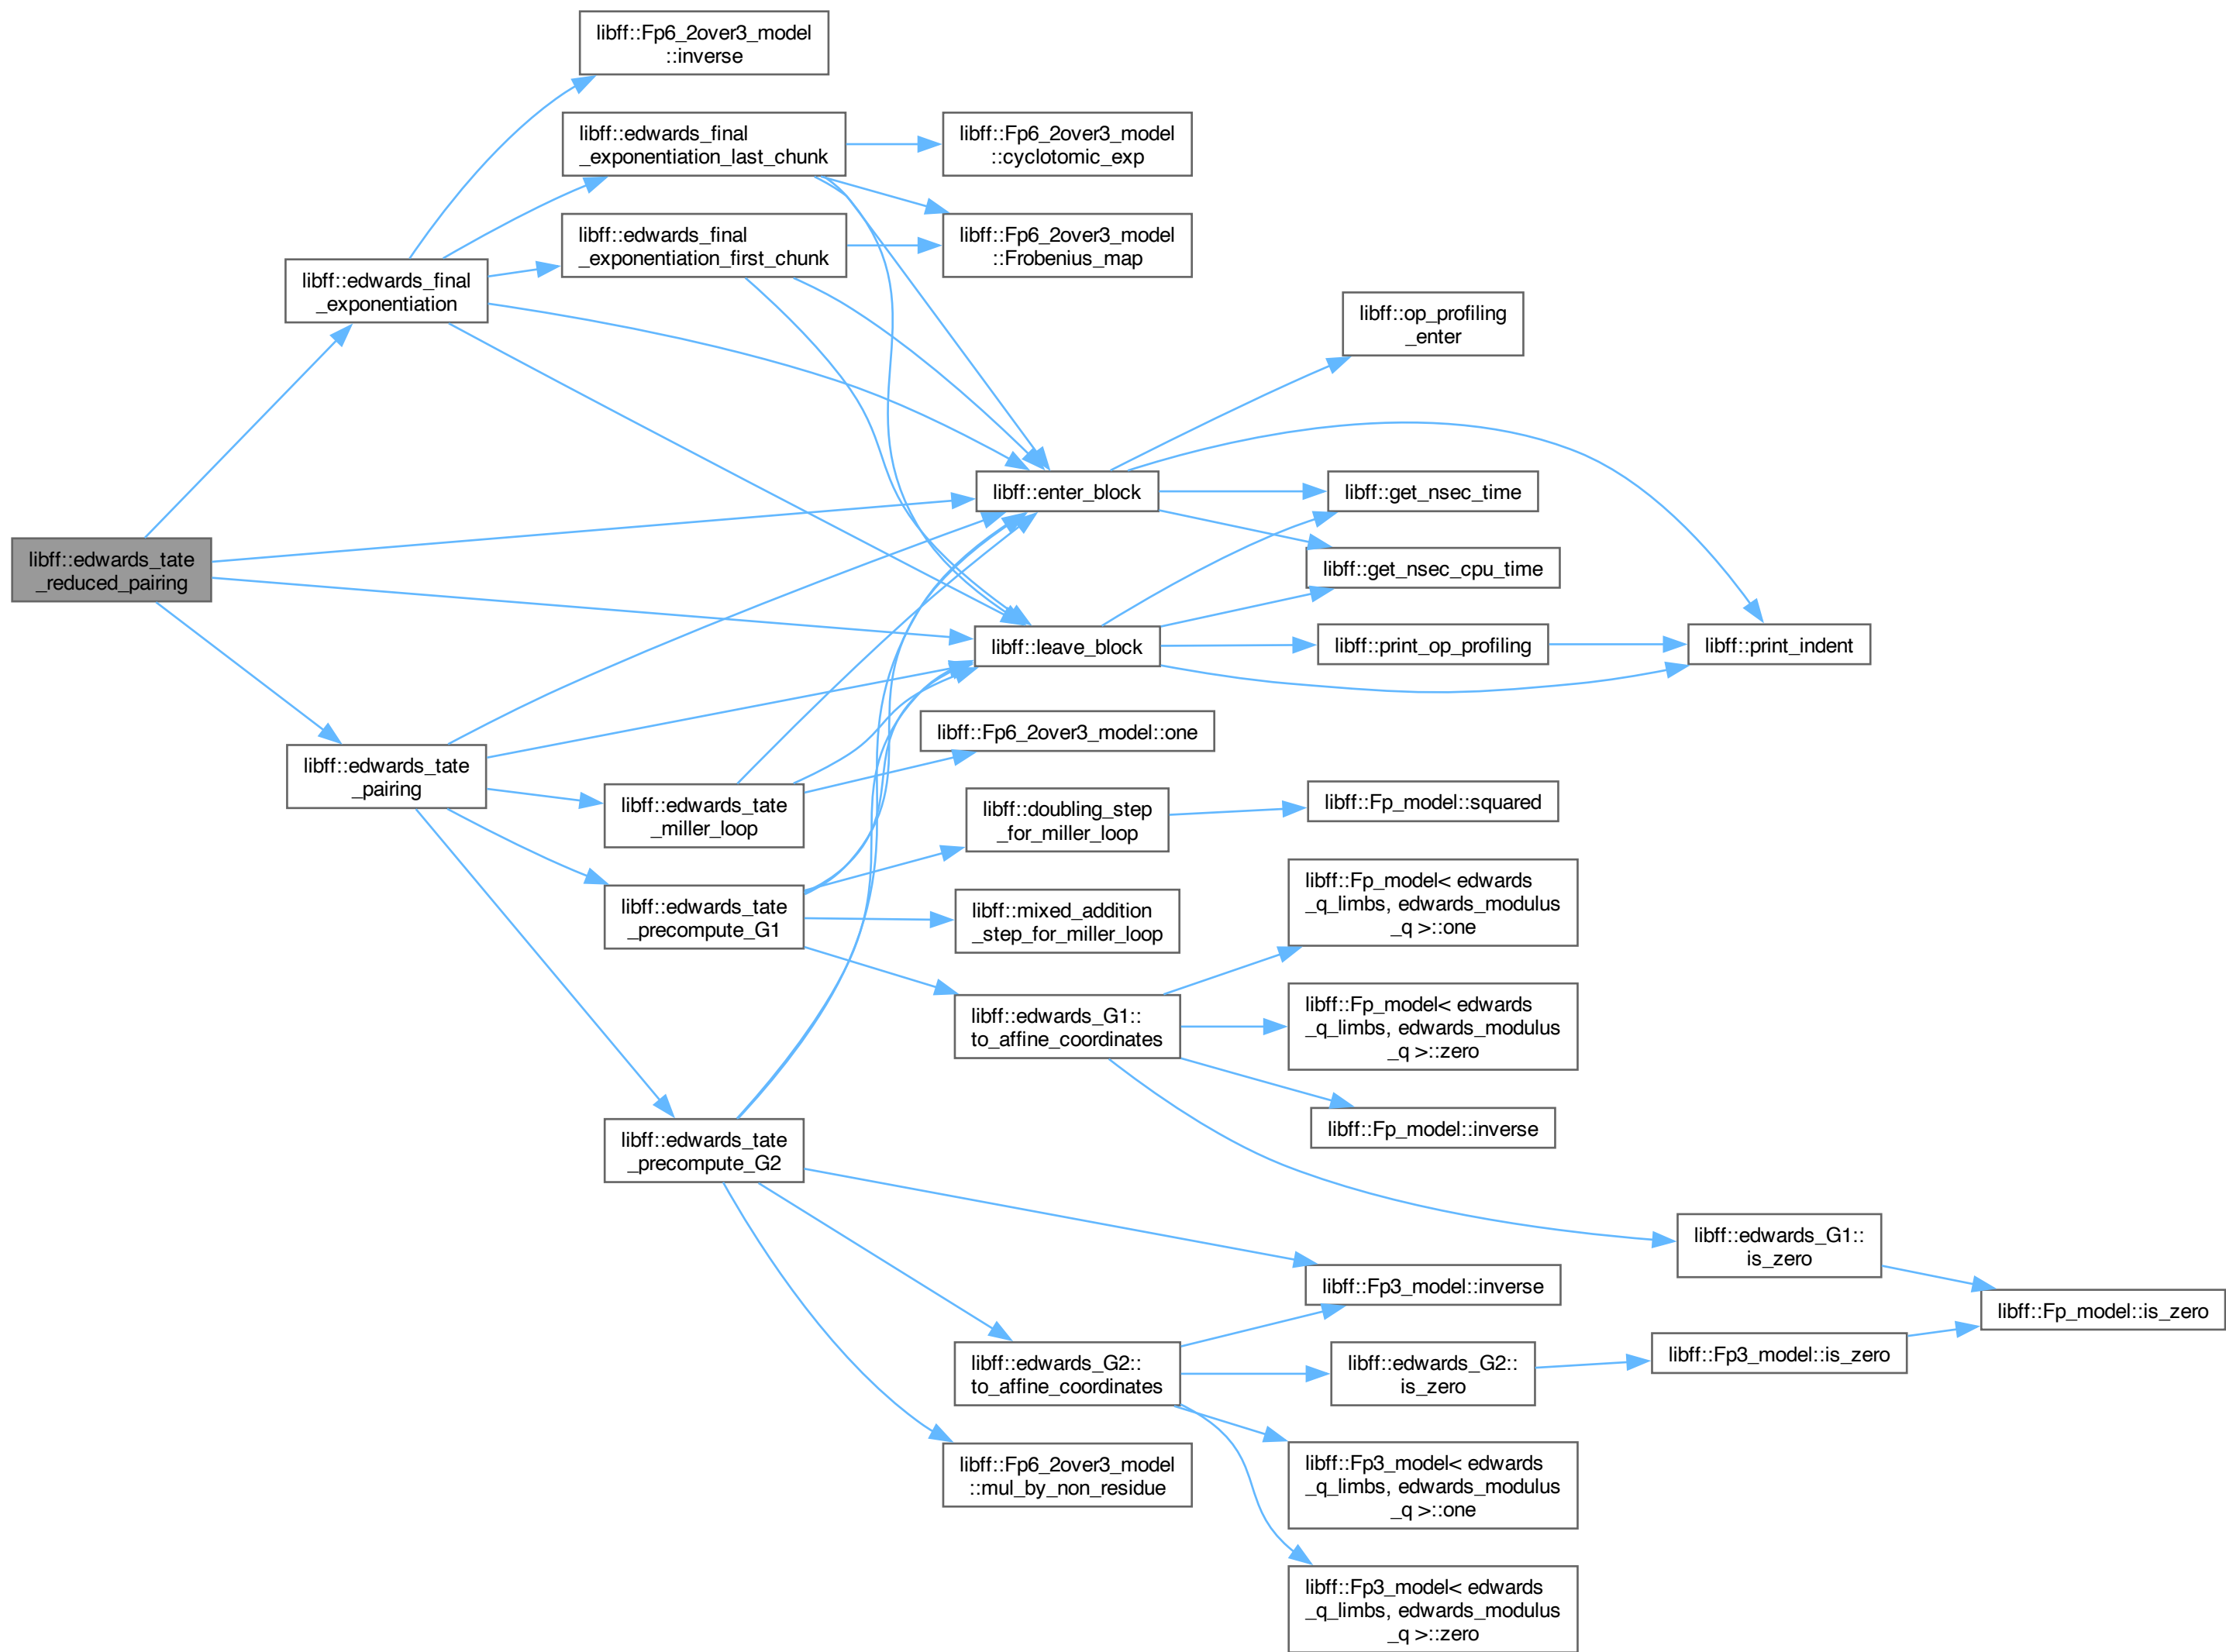 libff::Fp6_2over3_model
::inverse
libff::edwards_final
_exponentiation_last_chunk
libff::Fp6_2over3_model
::cyclotomic_exp
libff::edwards_final
_exponentiation_first_chunk
libff::Fp6_2over3_model
::Frobenius_map
libff::edwards_final
_exponentiation
libff::op_profiling
_enter
libff::enter_block
libff::get_nsec_time
libff::edwards_tate
_reduced_pairing
libff::get_nsec_cpu_time
libff::leave_block
libff::print_op_profiling
libff::print_indent
libff::Fp6_2over3_model::one
libff::edwards_tate
_pairing
libff::edwards_tate
_miller_loop
libff::doubling_step
_for_miller_loop
libff::Fp_model::squared
libff::edwards_tate
_precompute_G1
libff::mixed_addition
_step_for_miller_loop
libff::Fp_model< edwards
_q_limbs, edwards_modulus
_q >::one
libff::edwards_G1::
to_affine_coordinates
libff::Fp_model< edwards
_q_limbs, edwards_modulus
_q >::zero
libff::Fp_model::inverse
libff::edwards_tate
_precompute_G2
libff::edwards_G1::
is_zero
libff::Fp3_model::inverse
libff::Fp_model::is_zero
libff::edwards_G2::
to_affine_coordinates
libff::edwards_G2::
is_zero
libff::Fp3_model::is_zero
libff::Fp6_2over3_model
::mul_by_non_residue
libff::Fp3_model< edwards
_q_limbs, edwards_modulus
_q >::one
libff::Fp3_model< edwards
_q_limbs, edwards_modulus
_q >::zero